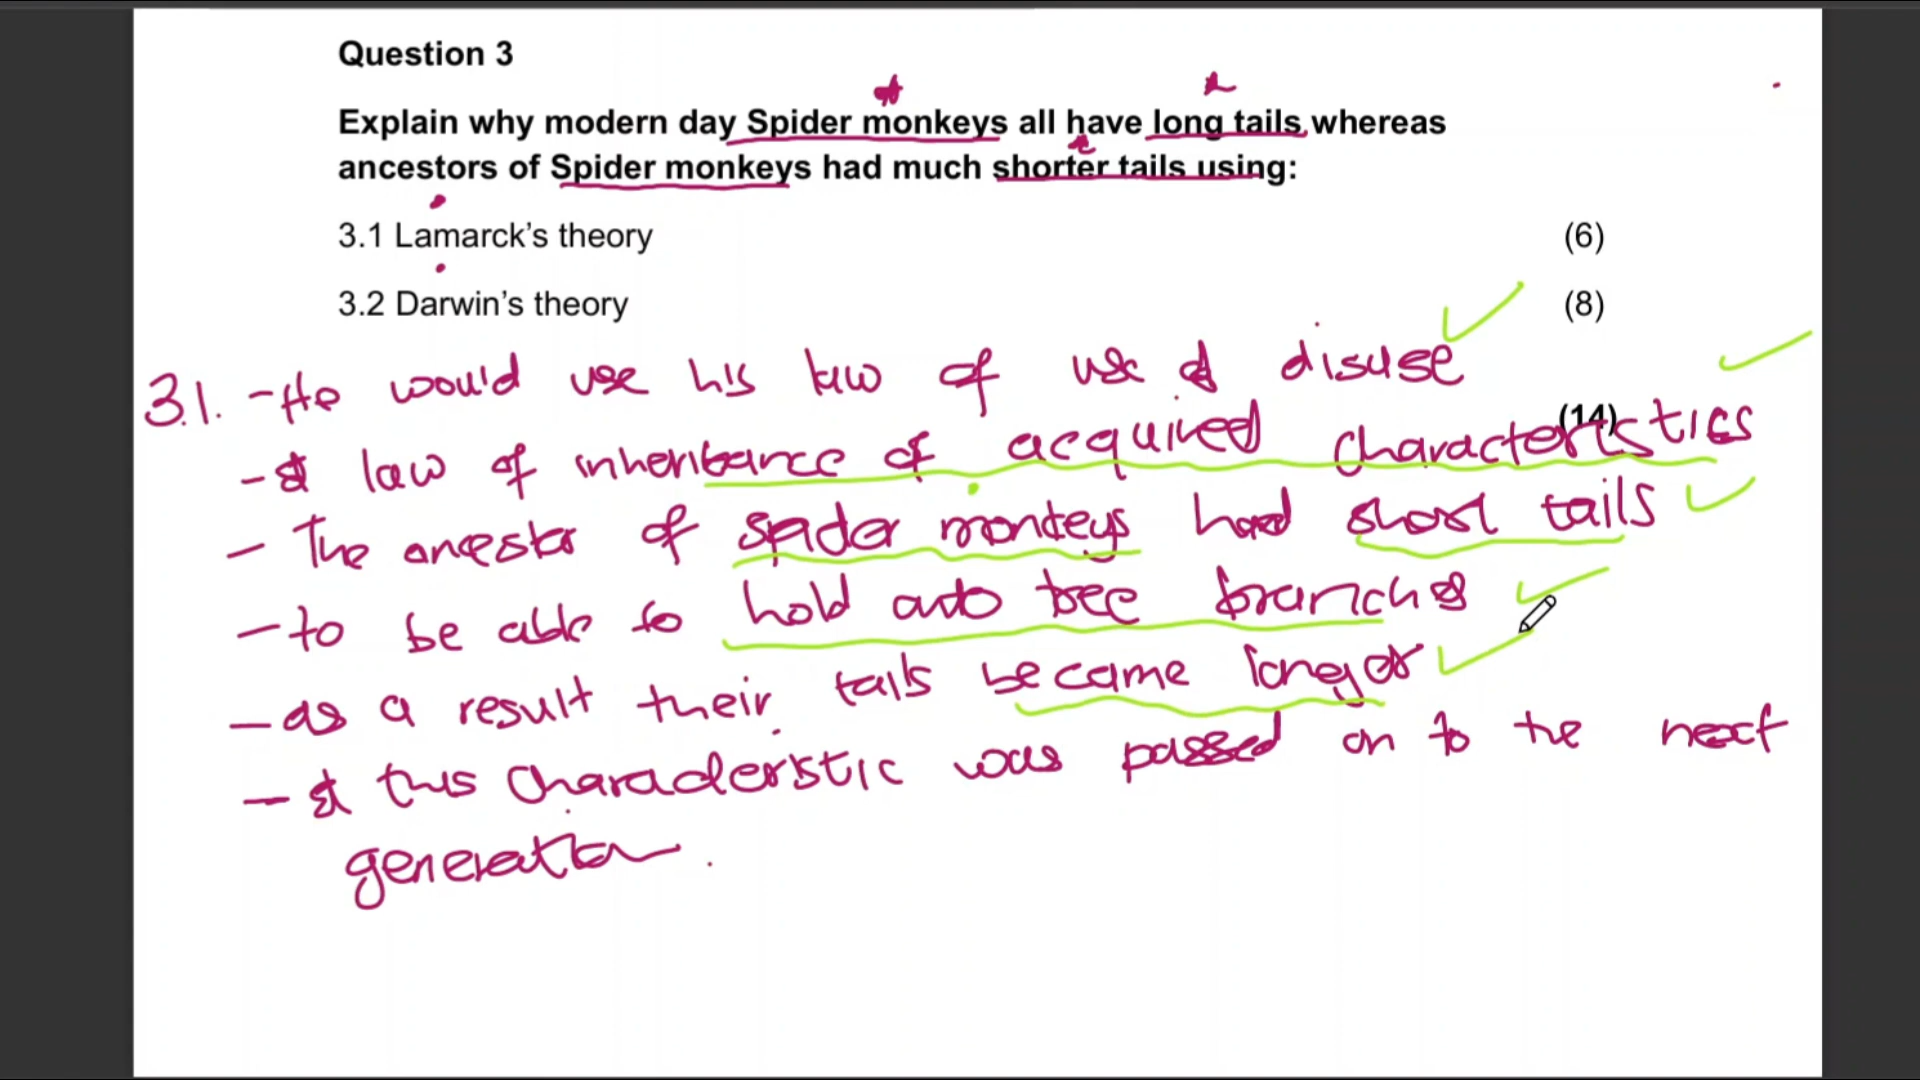 Question 3
Explain why modern day Spider monkeys all have long tails whereas
ancestors of Spider monkeys had much shorter tails using:
3.1 Lamarck's theory (6)
3.2 Darwin's theory (8)
(14)
3.1. - He would use his law of use & disuse
- & law of inheritance of acquired characteristics
- The ancestor of spider monkeys had short tails
- to be able to hold onto tree branches
- as a result their tails became longer
- & this characteristic was passed on to the next
generation.